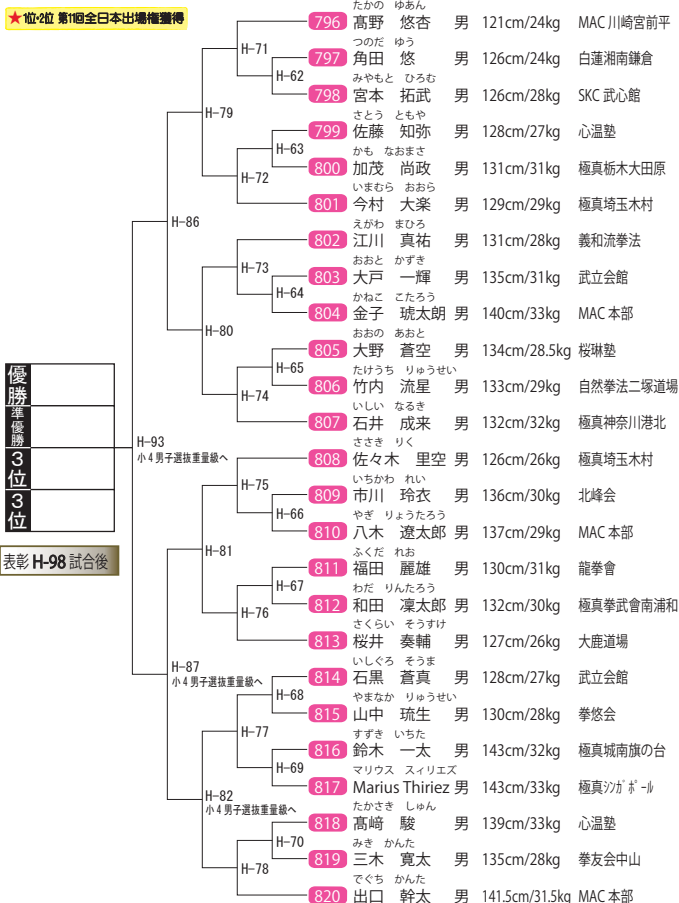 ★1位・2位 第11回全日本出場権獲得
たかの ゆあん
796 髙野 悠杏 男 121cm/24kg MAC 川崎宮前平
H-71
つのだ ゆう
797 角田 悠 男 126cm/24kg 白蓮湘南鎌倉
H-62
みやもと ひろむ
798 宮本 拓武 男 126cm/28kg SKC 武心館
H-79
さとう ともや
799 佐藤 知弥 男 128cm/27kg 心温塾
H-63
かも なおまさ
800 加茂 尚政 男 131cm/31kg 極真栃木大田原
H-72
いまむら おおら
801 今村 大楽 男 129cm/29kg 極真埼玉木村
H-86
えがわ まひろ
802 江川 真祐 男 131cm/28kg 義和流拳法
H-73
おおと かずき
803 大戸 一輝 男 135cm/31kg 武立会館
H-64
かねこ こたろう
804 金子 琥太朗 男 140cm/33kg MAC 本部
H-80
おおの あおと
805 大野 蒼空 男 134cm/28.5kg 桜琳塾
H-65
たけうち りゅうせい
806 竹内 流星 男 133cm/29kg 自然拳法二塚道場
H-74
いしい なるき
807 石井 成来 男 132cm/32kg 極真神奈川港北
優勝
準優勝
3位
3位
H-93
小4男子選抜重量級へ
表彰 H-98 試合後
ささき りく
808 佐々木 里空 男 126cm/26kg 極真埼玉木村
H-75
いちかわ れい
809 市川 玲衣 男 136cm/30kg 北峰会
H-66
やぎ りょうたろう
810 八木 遼太郎 男 137cm/29kg MAC 本部
H-81
ふくだ れお
811 福田 麗雄 男 130cm/31kg 龍拳會
H-67
わだ りんたろう
812 和田 凜太郎 男 132cm/30kg 極真拳武會南浦和
H-76
さくらい そうすけ
813 桜井 奏輔 男 127cm/26kg 大鹿道場
H-87
小4男子選抜重量級へ
いしぐろ そうま
814 石黒 蒼真 男 128cm/27kg 武立会館
H-68
やまなか りゅうせい
815 山中 琉生 男 130cm/28kg 拳悠会
H-77
すずき いちた
816 鈴木 一太 男 143cm/32kg 極真城南旗の台
H-69
マリウス スィリエズ
817 Marius Thiriez 男 143cm/33kg 極真シンガポール
H-82
小4男子選抜重量級へ
たかさき しゅん
818 髙﨑 駿 男 139cm/33kg 心温塾
H-70
みき かんた
819 三木 寛太 男 135cm/28kg 拳友会中山
H-78
でぐち かんた
820 出口 幹太 男 141.5cm/31.5kg MAC 本部